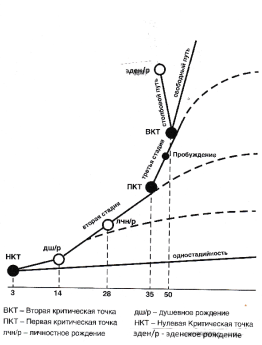 эден/р
свободный путь
столбовой путь
ВКТ
Пробуждение
третья стадия
ПКТ
вторая стадия
лчн/р
дш/р
НКТ
одностадийность
3 14 28 35 50
ВКТ – Вторая критическая точка
дш/р – душевное рождение
ПКТ – Первая критическая точка
НКТ – Нулевая Критическая точка
лчн/р – личностное рождение
эден/р - эденское рождение